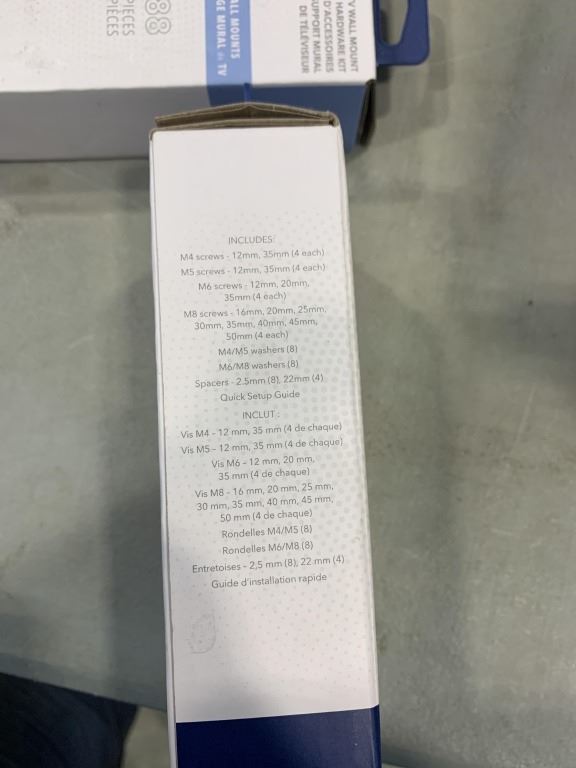 88
PIECES
PIÈCES
ALL MOUNTS
GE MURAL de TV
V WALL MOUNT
HARDWARE KIT
D'ACCESSOIRES
SUPPORT MURAL
DE TÉLÉVISEUR
INCLUDES:
M4 screws - 12mm, 35mm (4 each)
M5 screws - 12mm, 35mm (4 each)
M6 screws - 12mm, 20mm,
35mm (4 each)
M8 screws - 16mm, 20mm, 25mm,
30mm, 35mm, 40mm, 45mm,
50mm (4 each)
M4/M5 washers (8)
M6/M8 washers (8)
Spacers - 2.5mm (8), 22mm (4)
Quick Setup Guide
INCLUT :
Vis M4 - 12 mm, 35 mm (4 de chaque)
Vis M5 - 12 mm, 35 mm (4 de chaque)
Vis M6 - 12 mm, 20 mm,
35 mm (4 de chaque)
Vis M8 - 16 mm, 20 mm, 25 mm,
30 mm, 35 mm, 40 mm, 45 mm,
50 mm (4 de chaque)
Rondelles M4/M5 (8)
Rondelles M6/M8 (8)
Entretoises - 2,5 mm (8), 22 mm (4)
Guide d'installation rapide